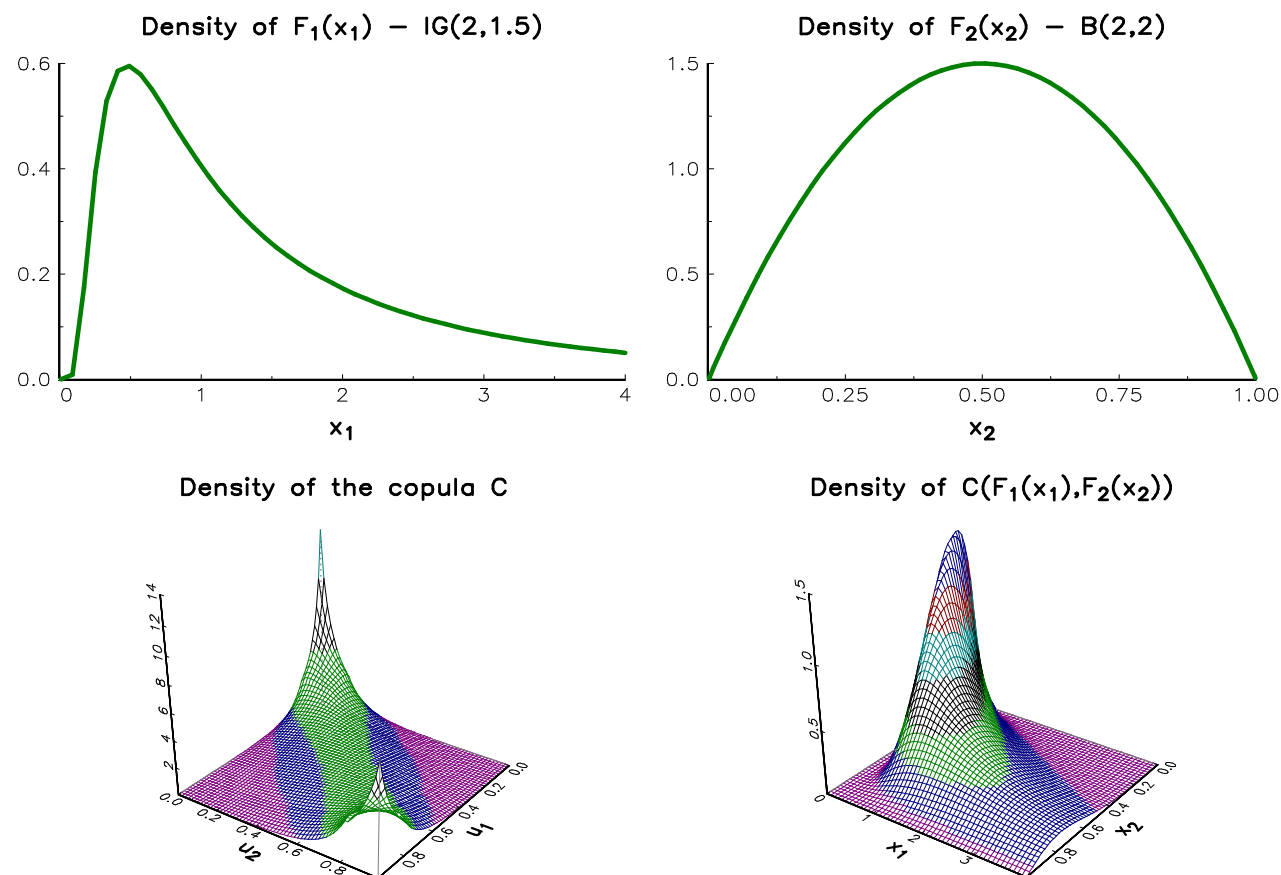 Density of F1(x1) – IG(2,1.5)
0.6
0.4
0.2
0.0
0 1 2 3 4
x1
Density of F2(x2) – B(2,2)
1.5
1.0
0.5
0.0
0.00 0.25 0.50 0.75 1.00
x2
Density of the copula C
14
12
10
8
6
4
2
0.0 0.2 0.4 0.6 0.8
u2
0.0
0.2
0.4
0.6
0.8
u1
Density of C(F1(x1),F2(x2))
1.5
1.0
0.5
0 1 2 3
x1
0.0
0.2
0.4
0.6
0.8
x2